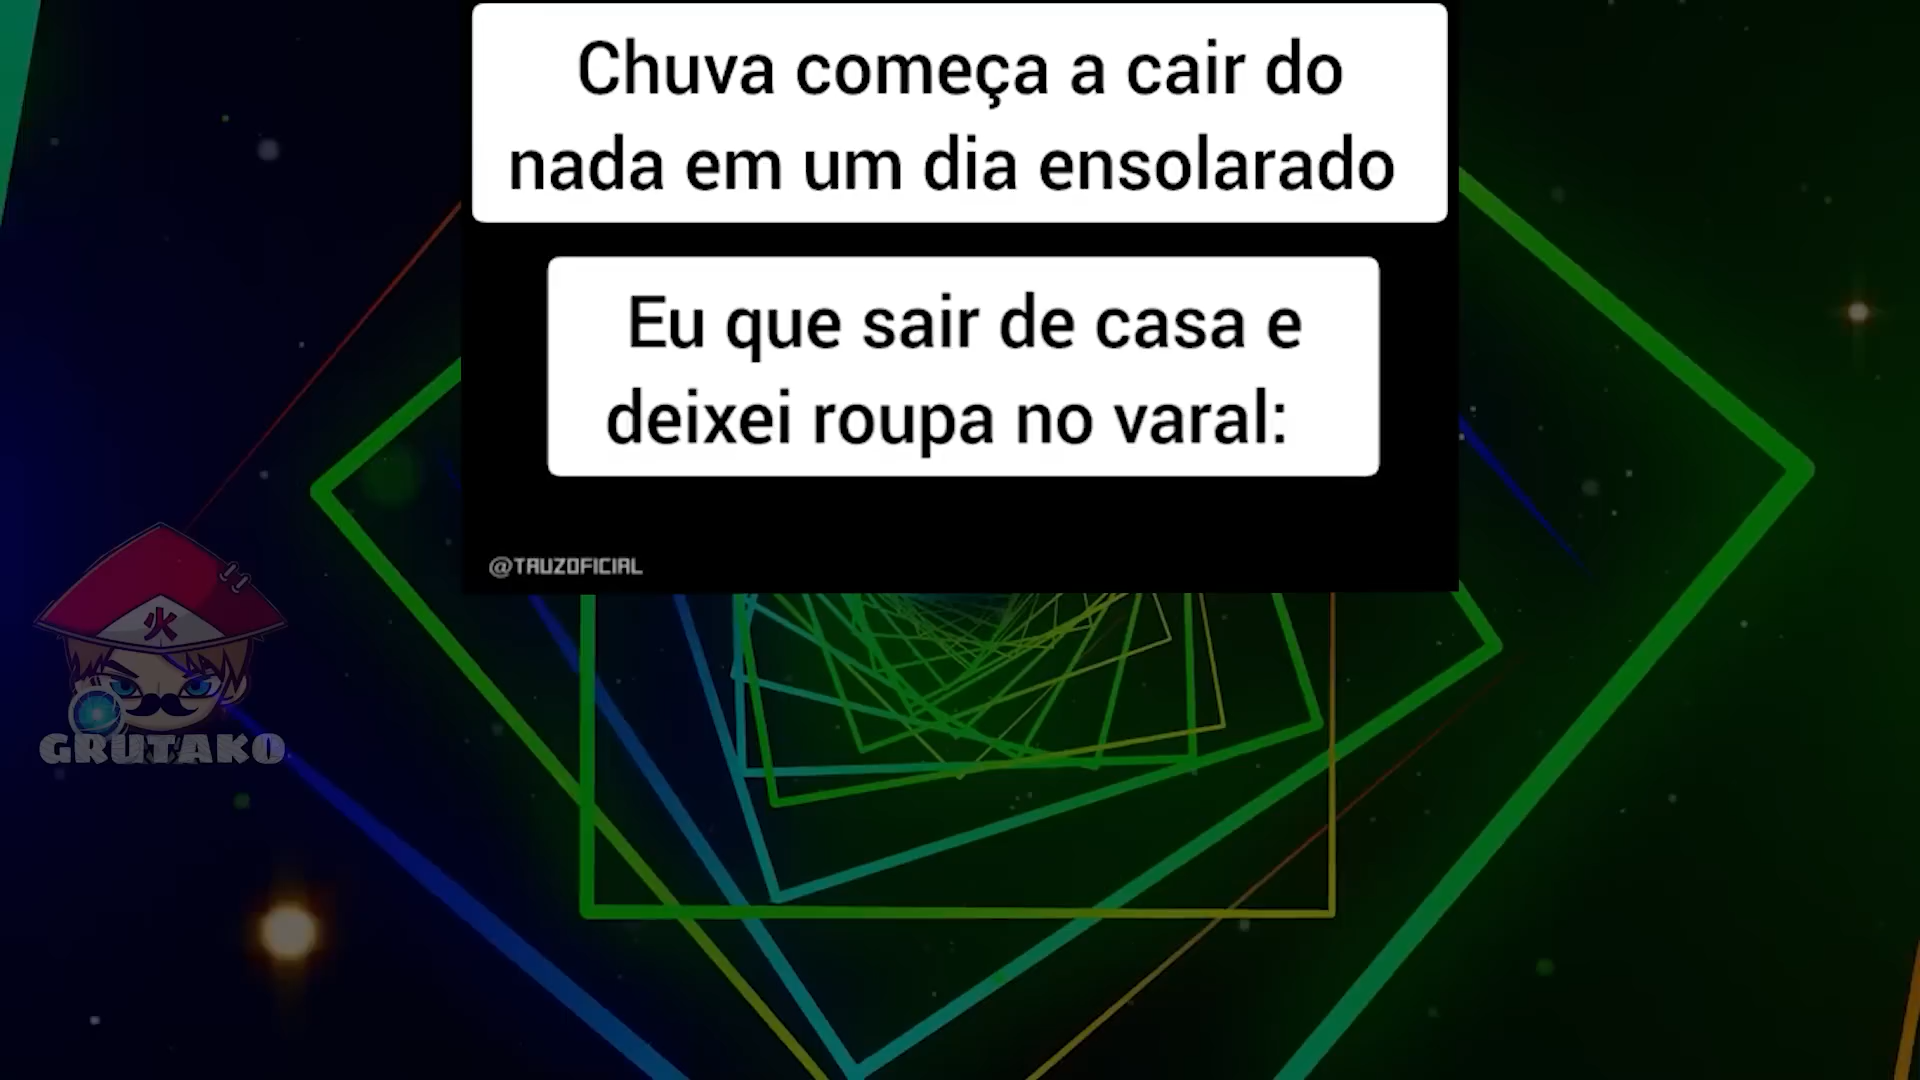 Chuva começa a cair do
nada em um dia ensolarado
Eu que sair de casa e
deixei roupa no varal:
@TAUZOFICIAL
火
GRUTAKO